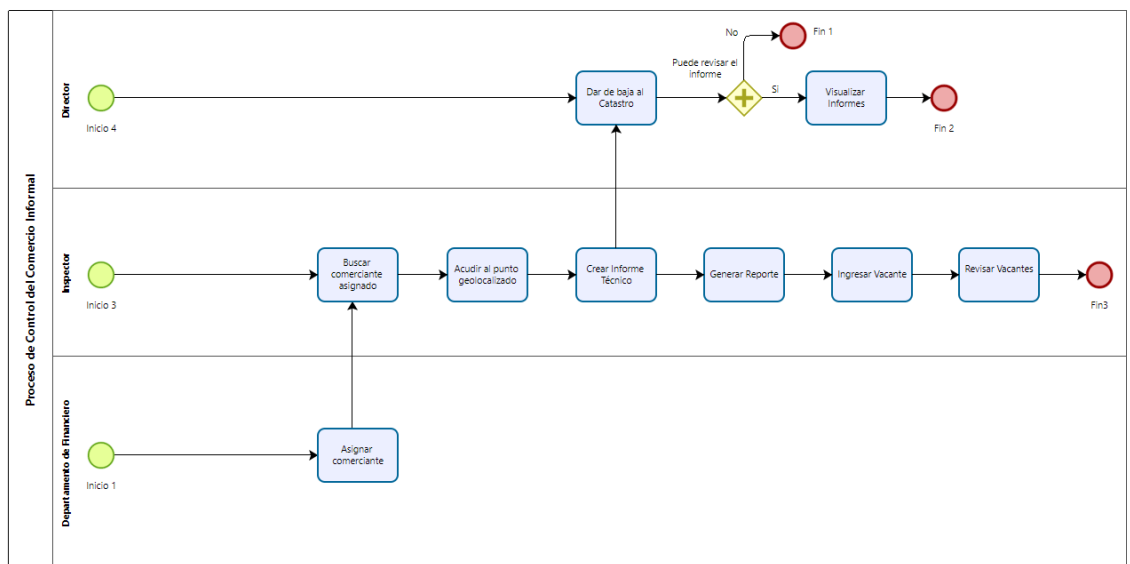 Proceso de Control del Comercio Informal
Director
Inicio 4
Dar de baja al
Catastro
Puede revisar el
informe
No
Fin 1
Si
Visualizar
Informes
Fin 2
Inspector
Inicio 3
Buscar
comerciante
asignado
Acudir al punto
geolocalizado
Crear Informe
Técnico
Generar Reporte
Ingresar Vacante
Revisar Vacantes
Fin3
Departamento de Financiero
Inicio 1
Asignar
comerciante